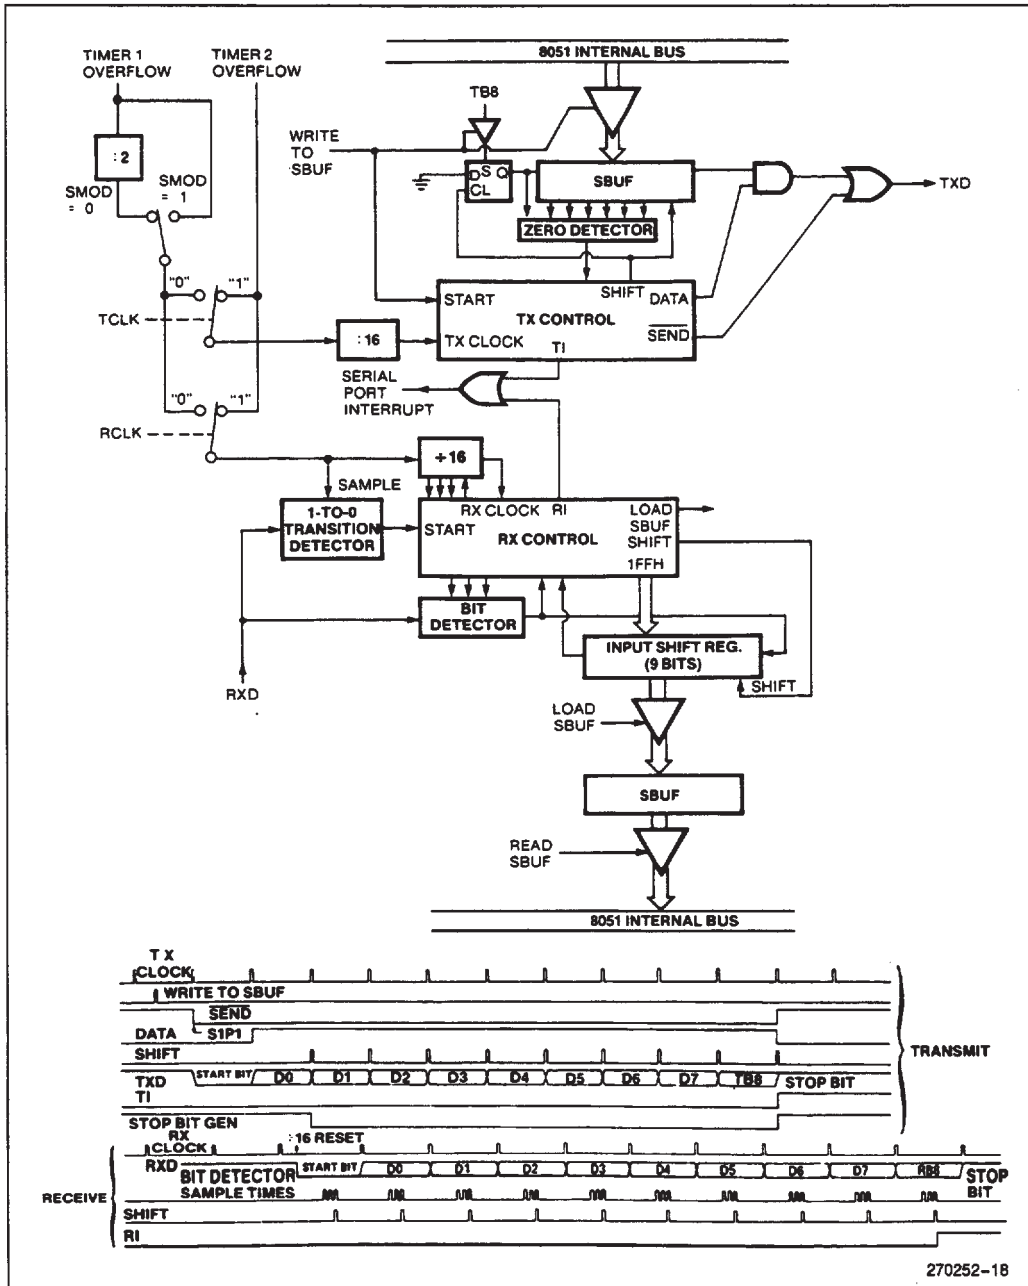 TIMER 1
OVERFLOW
TIMER 2
OVERFLOW
8051 INTERNAL BUS
TB8
WRITE
TO
SBUF
:2
SMOD
= 0
SMOD
= 1
D S Q
CL
SBUF
ZERO DETECTOR
TXD
"0"
"1"
TCLK
:16
START
SHIFT
DATA
TX CONTROL
SEND
TX CLOCK
TI
SERIAL
PORT
INTERRUPT
"0"
"1"
RCLK
÷16
SAMPLE
1-TO-0
TRANSITION
DETECTOR
RX CLOCK
RI
LOAD
SBUF
START
RX CONTROL
SHIFT
1FFH
BIT
DETECTOR
INPUT SHIFT REG.
(9 BITS)
SHIFT
RXD
LOAD
SBUF
SBUF
READ
SBUF
8051 INTERNAL BUS
TX
CLOCK
WRITE TO SBUF
SEND
DATA
S1P1
SHIFT
TRANSMIT
TXD
START BIT
D0
D1
D2
D3
D4
D5
D6
D7
TB8
STOP BIT
TI
STOP BIT GEN
RX
CLOCK
:16 RESET
RXD
BIT DETECTOR
SAMPLE TIMES
START BIT
D0
D1
D2
D3
D4
D5
D6
D7
RB8
STOP
BIT
RECEIVE
SHIFT
RI
270252-18